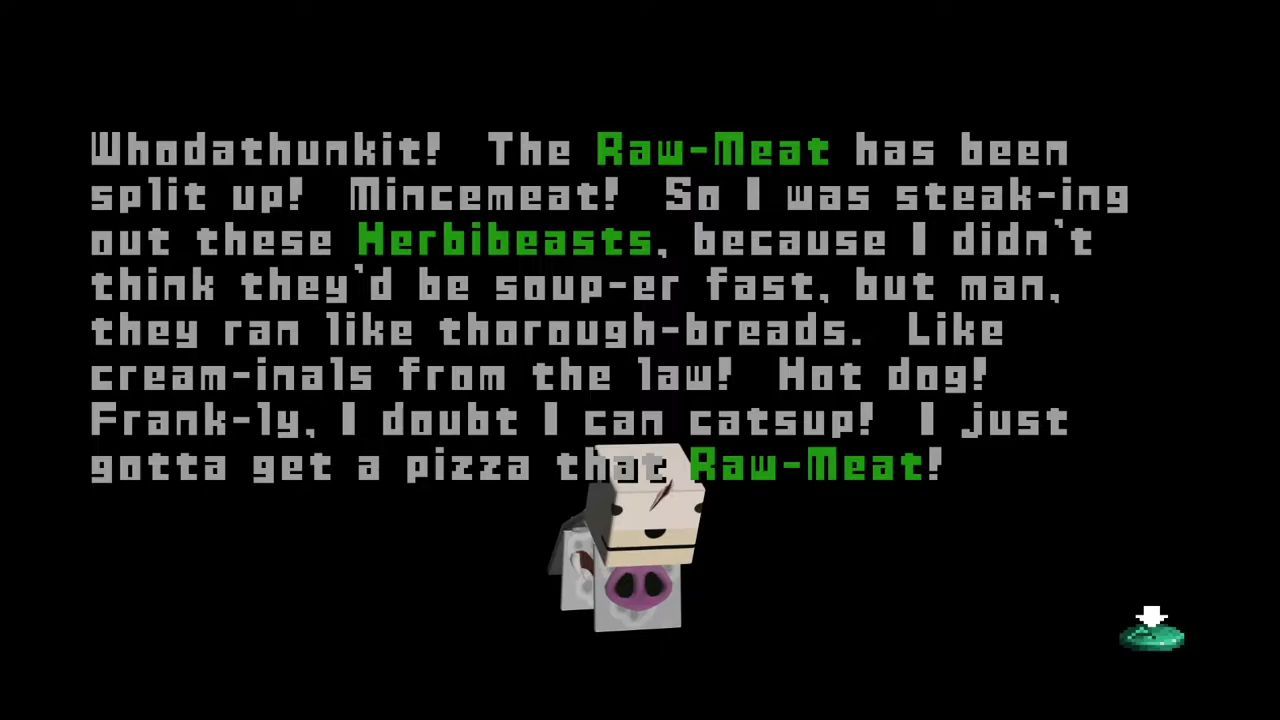 Whodathunkit!  The Raw-Meat has been
split up!  Mincemeat!  So I was steak-ing
out these Herbibeasts, because I didn't
think they'd be soup-er fast, but man,
they ran like thorough-breads.  Like
cream-inals from the law!  Hot dog!
Frank-ly, I doubt I can catsup!  I just
gotta get a pizza that Raw-Meat!